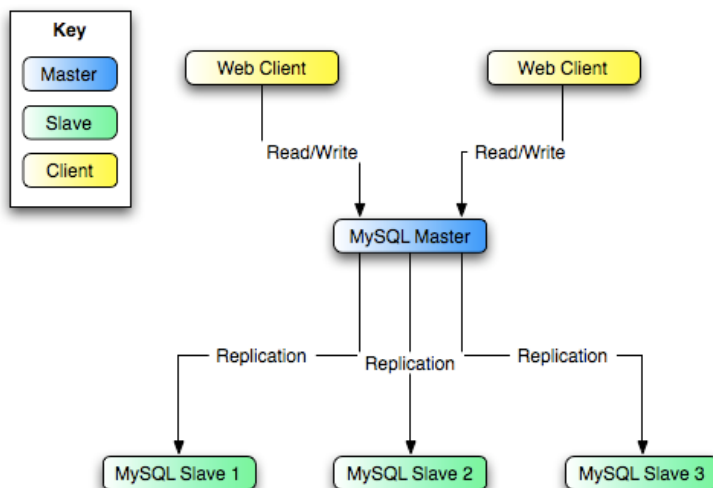 Key
Master
Slave
Client
Web Client
Web Client
Read/Write
Read/Write
MySQL Master
Replication
Replication
Replication
MySQL Slave 1
MySQL Slave 2
MySQL Slave 3